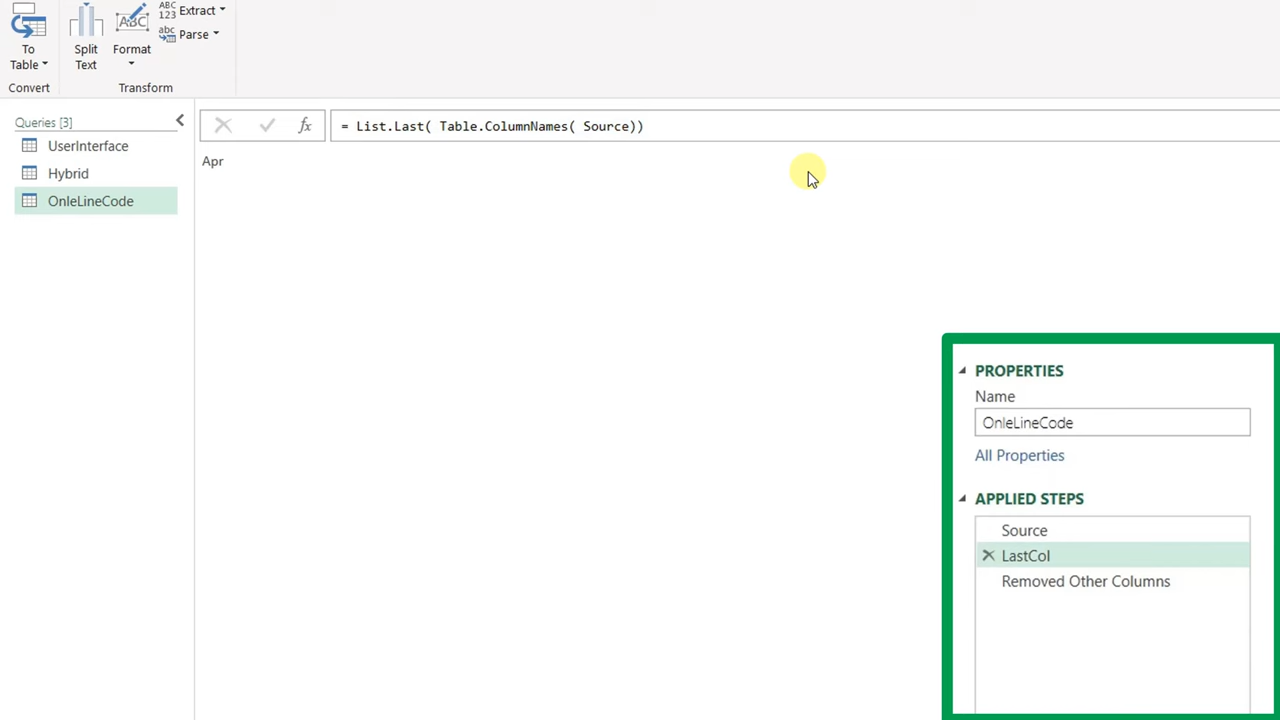 ABC
123 Extract
abc Parse
ABC
To
Table
Split
Text
Format
Convert
Transform
Queries [3]
UserInterface
Hybrid
OnleLineCode
fx
= List.Last( Table.ColumnNames( Source))
Apr
PROPERTIES
Name
OnleLineCode
All Properties
APPLIED STEPS
Source
LastCol
Removed Other Columns